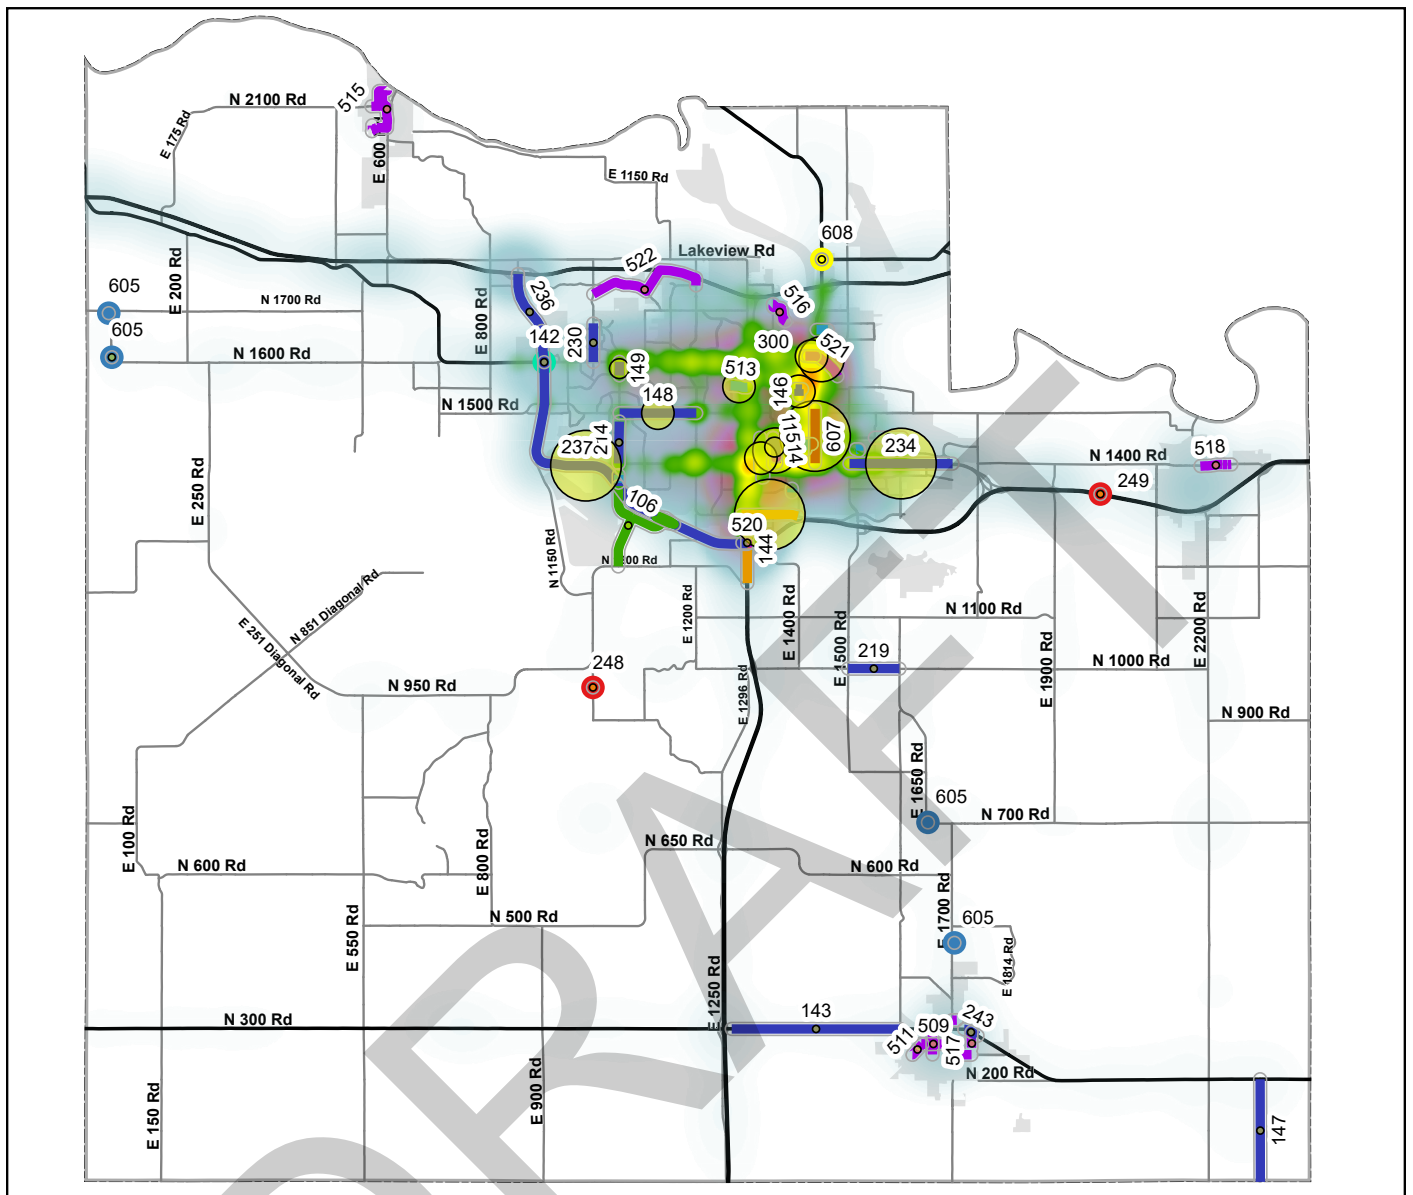 515
N 2100 Rd
E 175 Rd
E 600
E 1150 Rd
608
Lakeview Rd
522
605
E 200 Rd
N 1700 Rd
236
516
605
E 800 Rd
142
230
300
521
N 1600 Rd
149
513
146
148
N 1500 Rd
214
237
115
514
607
234
N 1400 Rd
518
249
E 250 Rd
106
520
144
N 1150 Rd
00 Rd
N 851 Diagonal Rd
E 251 Diagonal Rd
E 1200 Rd
E 1400 Rd
E 1500 Rd
N 1100 Rd
E 2200 Rd
219
N 1000 Rd
E 1900 Rd
248
N 950 Rd
E 1296 Rd
N 900 Rd
E 1650 Rd
605
N 700 Rd
E 100 Rd
N 650 Rd
N 600 Rd
E 800 Rd
N 600 Rd
E 1700 Rd
605
N 500 Rd
E 550 Rd
E 1814 Rd
E 1250 Rd
N 300 Rd
143
243
511
509
517
N 200 Rd
E 150 Rd
E 900 Rd
147
DRAFT